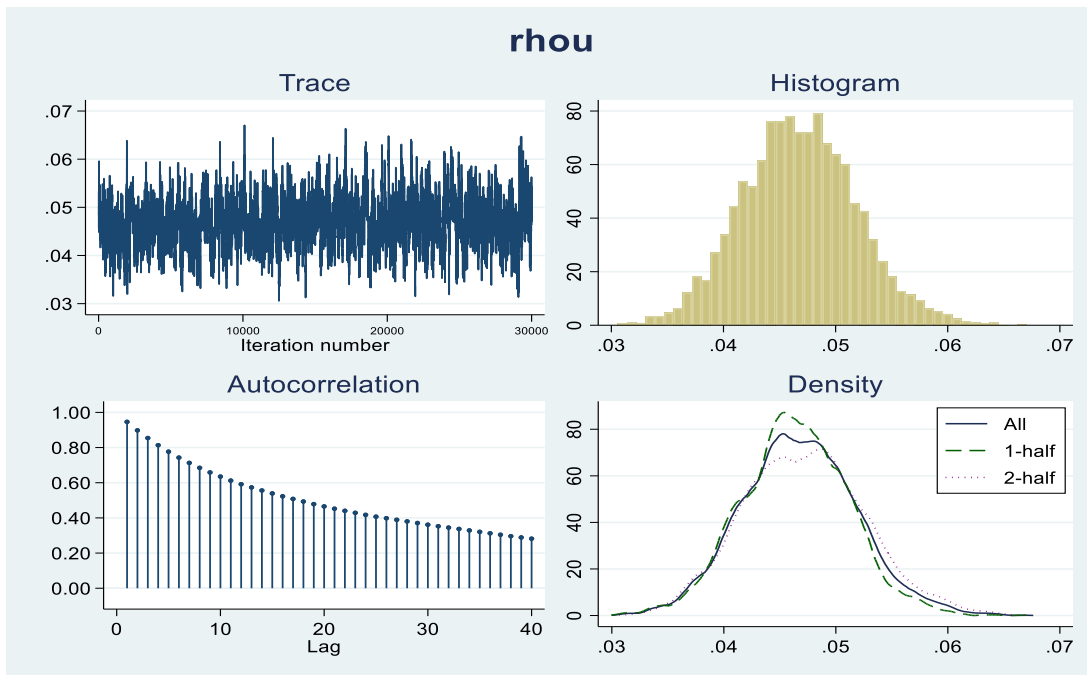 rhou
Trace
.07
.06
.05
.04
.03
0 10000 20000 30000
Iteration number
Histogram
80
60
40
20
0
.03 .04 .05 .06 .07
Autocorrelation
1.00
0.80
0.60
0.40
0.20
0.00
0 10 20 30 40
Lag
Density
80
60
40
20
0
.03 .04 .05 .06 .07
All
1-half
2-half